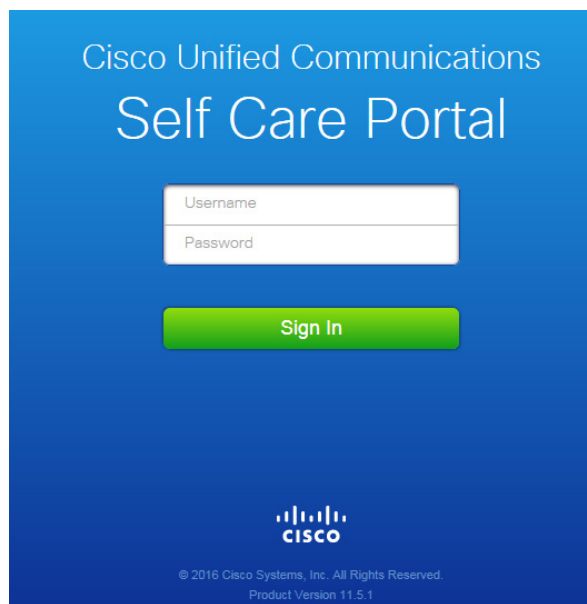 Cisco Unified Communications
Self Care Portal
Username
Password
Sign In
CISCO
© 2016 Cisco Systems, Inc. All Rights Reserved.
Product Version 11.5.1